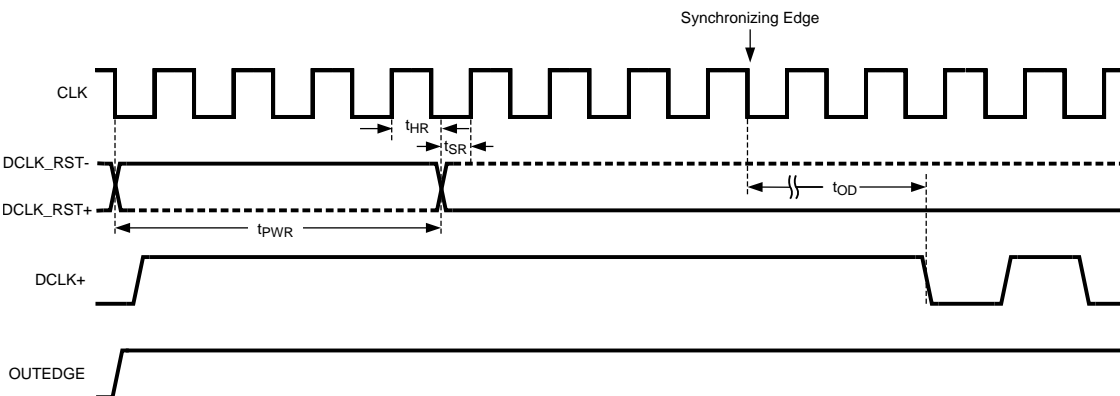 Synchronizing Edge
CLK
tHR
tSR
DCLK_RST-
DCLK_RST+
tOD
tPWR
DCLK+
OUTEDGE